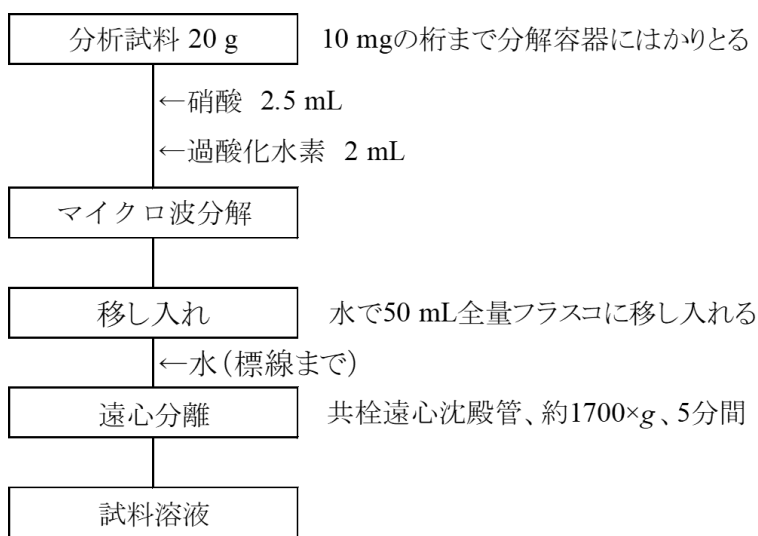 分析試料 20 g 10 mgの桁まで分解容器にはかりとる
←硝酸 2.5 mL
←過酸化水素 2 mL
マイクロ波分解
移し入れ 水で50 mL全量フラスコに移し入れる
←水(標線まで)
遠心分離 共栓遠心沈殿管、約1700×g、5分間
試料溶液